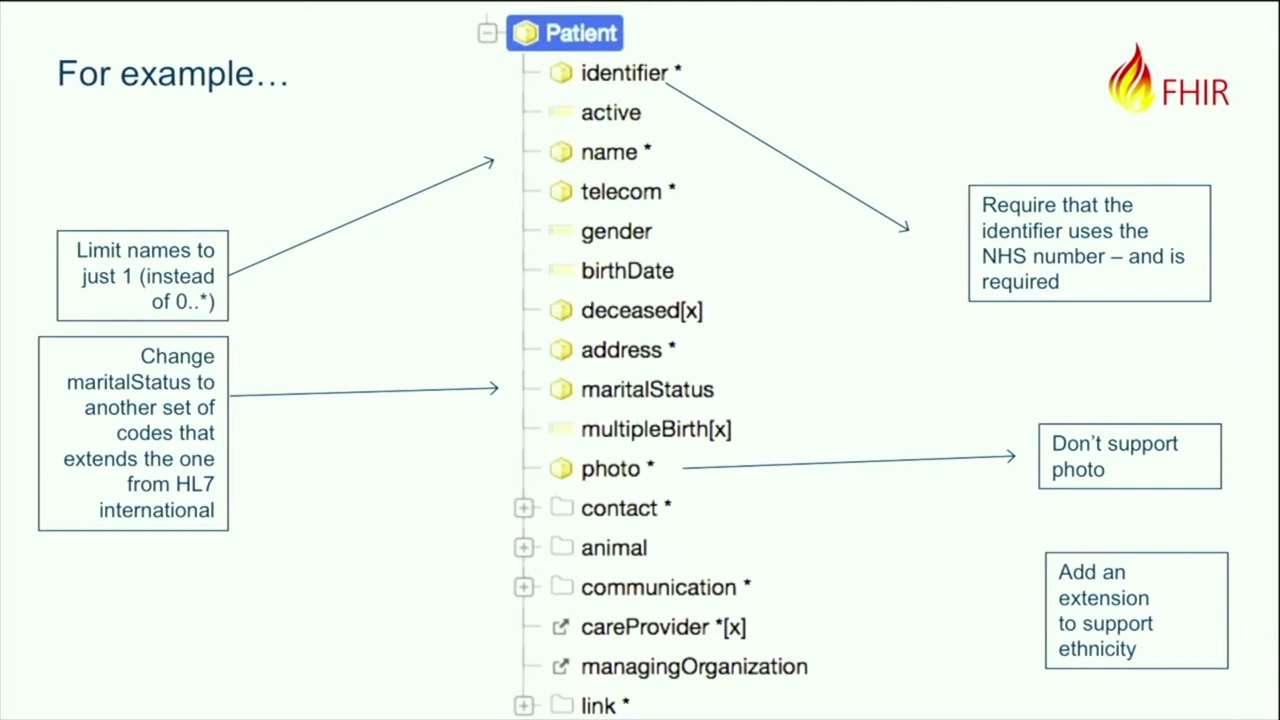 For example…
FHIR
Patient
identifier *
active
name *
telecom *
gender
birthDate
deceased[x]
address *
maritalStatus
multipleBirth[x]
photo *
contact *
animal
communication *
careProvider *[x]
managingOrganization
link *
Limit names to
just 1 (instead
of 0..*)
Change
maritalStatus to
another set of
codes that
extends the one
from HL7
international
Require that the
identifier uses the
NHS number – and is
required
Don’t support
photo
Add an
extension
to support
ethnicity